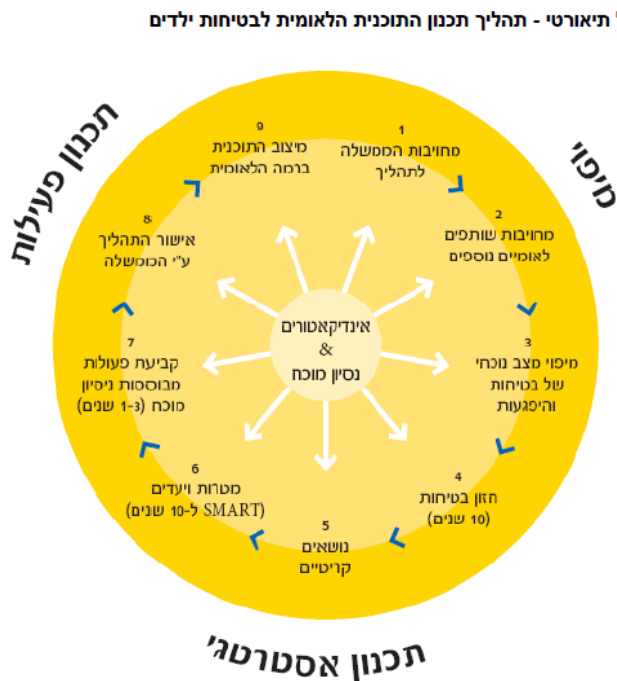 תיאורטי - תהליך תכנון התוכנית הלאומית לבטיחות ילדים
מיפוי
1
מחויבות הממשלה
לתהליך
2
מחויבות שותפים
לאומיים נוספים
3
מיפוי מצב נוכחי
של בטיחות
והיפגעות
4
חזון בטיחות
(10 שנים)
תכנון אסטרטג'
5
נושאים
קריטיים
6
מטרות ויעדים
(SMART ל-10 שנים)
תכנון פעילות
7
קביעת פעולות
מבוססות ניסיון
מוכח (1-3 שנים)
8
אישור התהליך
ע"י הממשלה
9
מיצוב התוכנית
ברמה הלאומית
אינדיקאטורים
&
נסיון מוכח